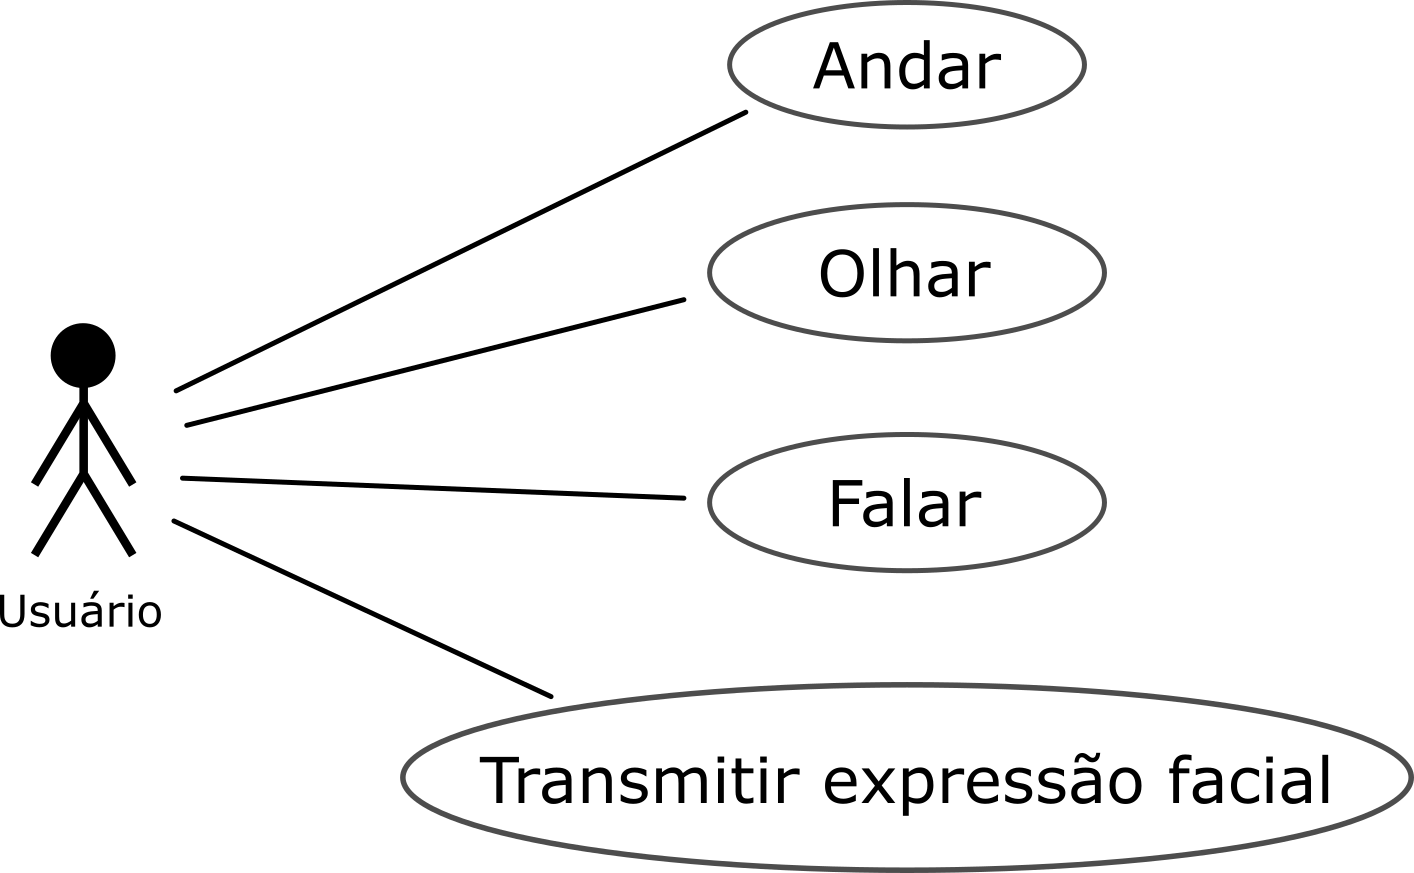 Andar
Olhar
Falar
Usuário
Transmitir expressão facial